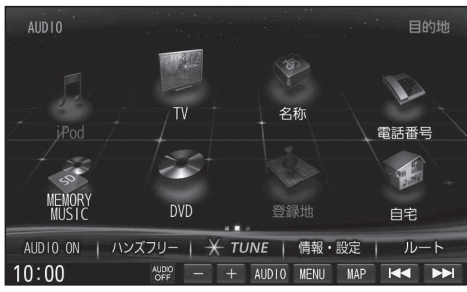 AUDIO 目的地
TV 名称
iPod 電話番号
あ
SD
MEMORY
MUSIC DVD 登録地 自宅
AUDIO ON ハンズフリー TUNE 情報・設定 ルート
10:00 AUDIO
OFF − + AUDIO MENU MAP